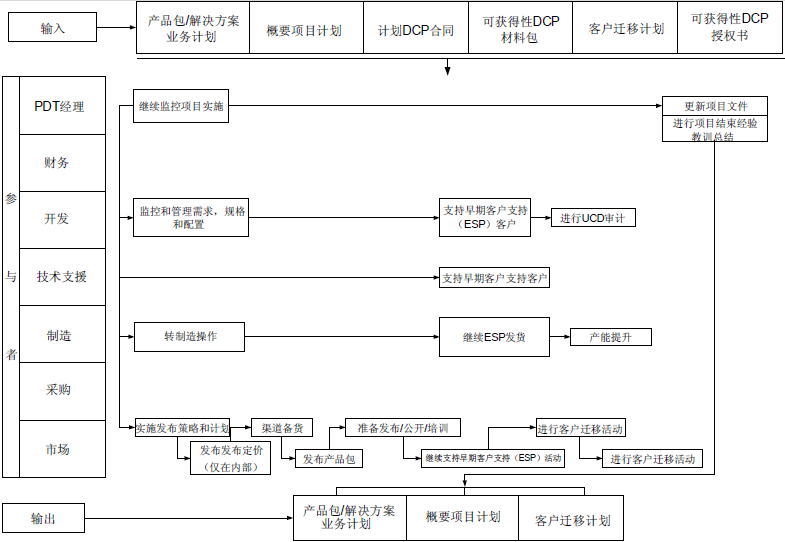 输入
产品包/解决方案
业务计划
概要项目计划
计划DCP合同
可获得性DCP
材料包
客户迁移计划
可获得性DCP
授权书
参与者
PDT经理
继续监控项目实施
更新项目文件
进行项目结束经验
教训总结
财务
开发
监控和管理需求，规格
和配置
支持早期客户支持
（ESP）客户
进行UCD审计
技术支援
支持早期客户支持客户
制造
转制造操作
继续ESP发货
产能提升
采购
市场
实施发布策略和计划
渠道备货
准备发布/公开/培训
进行客户迁移活动
发布发布定价
（仅在内部）
发布产品包
继续支持早期客户支持（ESP）活动
进行客户迁移活动
输出
产品包/解决方案
业务计划
概要项目计划
客户迁移计划